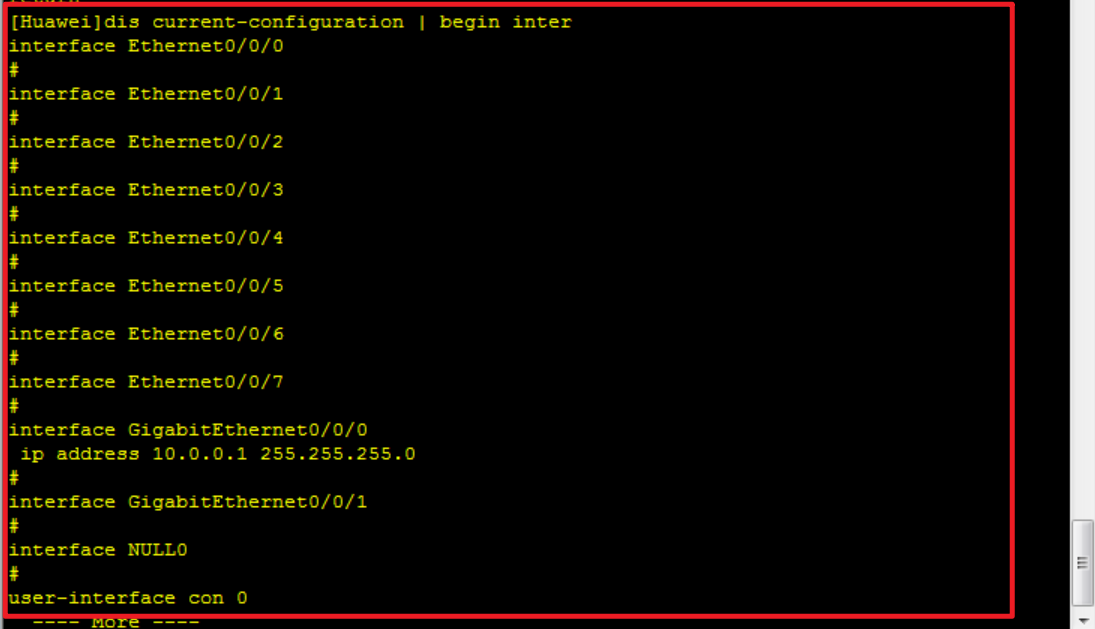 [Huawei]dis current-configuration | begin inter
interface Ethernet0/0/0
#
interface Ethernet0/0/1
#
interface Ethernet0/0/2
#
interface Ethernet0/0/3
#
interface Ethernet0/0/4
#
interface Ethernet0/0/5
#
interface Ethernet0/0/6
#
interface Ethernet0/0/7
#
interface GigabitEthernet0/0/0
 ip address 10.0.0.1 255.255.255.0
#
interface GigabitEthernet0/0/1
#
interface NULL0
#
user-interface con 0
  ---- More ----